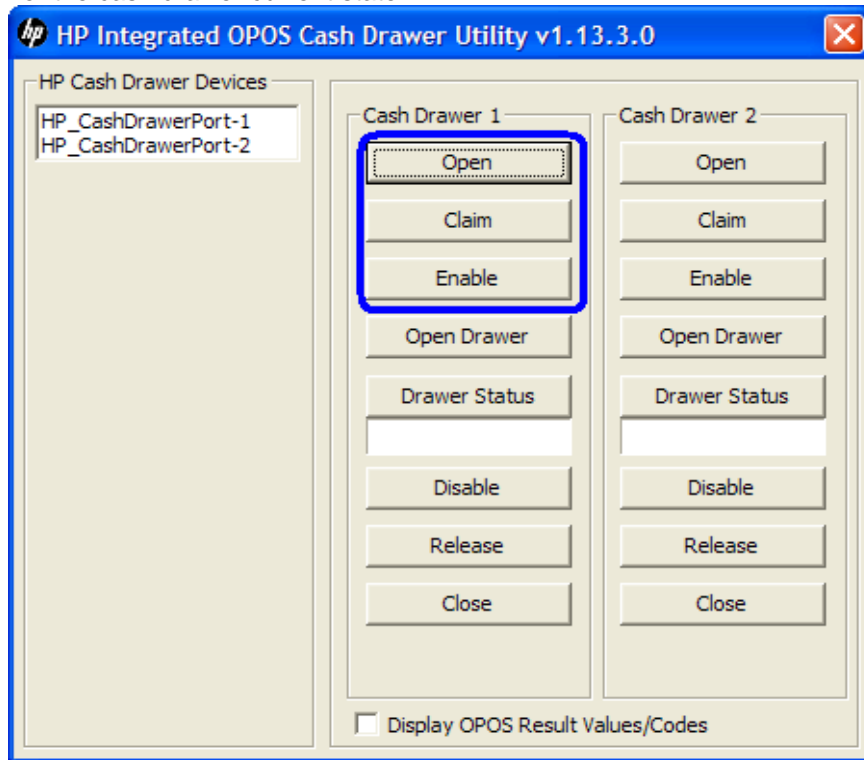 HP Integrated OPOS Cash Drawer Utility v1.13.3.0
HP Cash Drawer Devices
HP_CashDrawerPort-1
HP_CashDrawerPort-2
Cash Drawer 1
Open
Claim
Enable
Open Drawer
Drawer Status
Disable
Release
Close
Cash Drawer 2
Open
Claim
Enable
Open Drawer
Drawer Status
Disable
Release
Close
Display OPOS Result Values/Codes